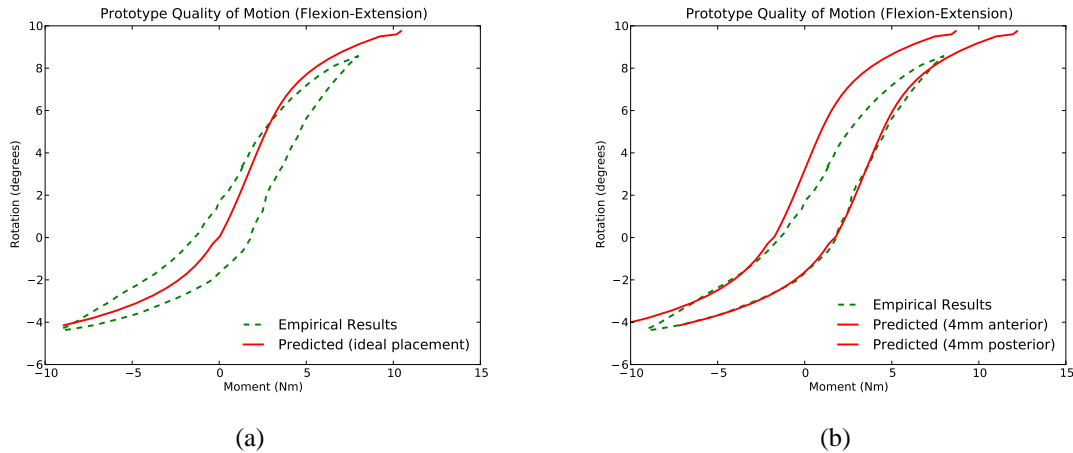 Prototype Quality of Motion (Flexion-Extension)
Rotation (degrees)
10
8
6
4
2
0
−2
−4
−6
−10
−5
0
5
10
15
Moment (Nm)
Empirical Results
Predicted (ideal placement)
(a)
Prototype Quality of Motion (Flexion-Extension)
Rotation (degrees)
10
8
6
4
2
0
−2
−4
−6
−10
−5
0
5
10
15
Moment (Nm)
Empirical Results
Predicted (4mm anterior)
Predicted (4mm posterior)
(b)